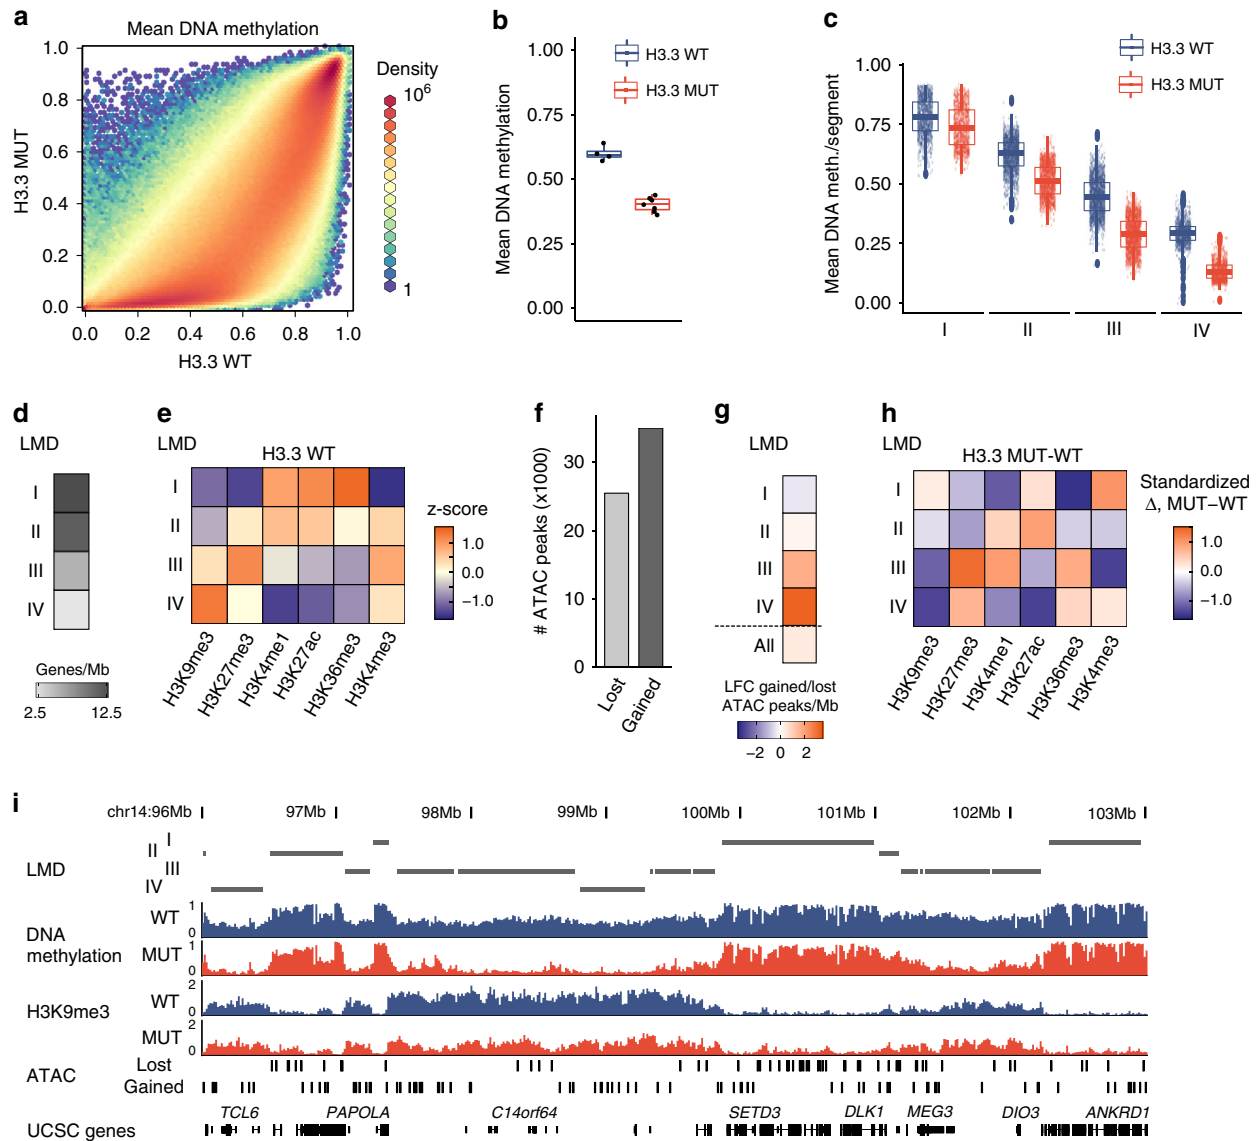 a
Mean DNA methylation
H3.3 MUT
1.0
0.8
0.6
0.4
0.2
0.0
0.0 0.2 0.4 0.6 0.8 1.0
H3.3 WT
Density
10^6
1
b
Mean DNA methylation
1.00
0.75
0.50
0.25
0.00
H3.3 WT
H3.3 MUT
c
Mean DNA meth./segment
1.00
0.75
0.50
0.25
0.00
H3.3 WT
H3.3 MUT
I II III IV
d
LMD
I
II
III
IV
Genes/Mb
2.5 12.5
e
LMD
H3.3 WT
I
II
III
IV
H3K9me3 H3K27me3 H3K4me1 H3K27ac H3K36me3 H3K4me3
z-score
1.0
0.0
−1.0
f
# ATAC peaks (x1000)
30
20
10
0
Lost Gained
g
LMD
I
II
III
IV
All
LFC gained/lost
ATAC peaks/Mb
−2 0 2
h
LMD
H3.3 MUT-WT
I
II
III
IV
H3K9me3 H3K27me3 H3K4me1 H3K27ac H3K36me3 H3K4me3
Standardized
Δ, MUT−WT
1.0
0.0
−1.0
i
chr14:96Mb 97Mb 98Mb 99Mb 100Mb 101Mb 102Mb 103Mb
LMD
I
II
III
IV
DNA
methylation
WT
1
0
MUT
1
0
H3K9me3
WT
2
0
MUT
2
0
ATAC
Lost
Gained
UCSC genes
TCL6 PAPOLA C14orf64 SETD3 DLK1 MEG3 DIO3 ANKRD1